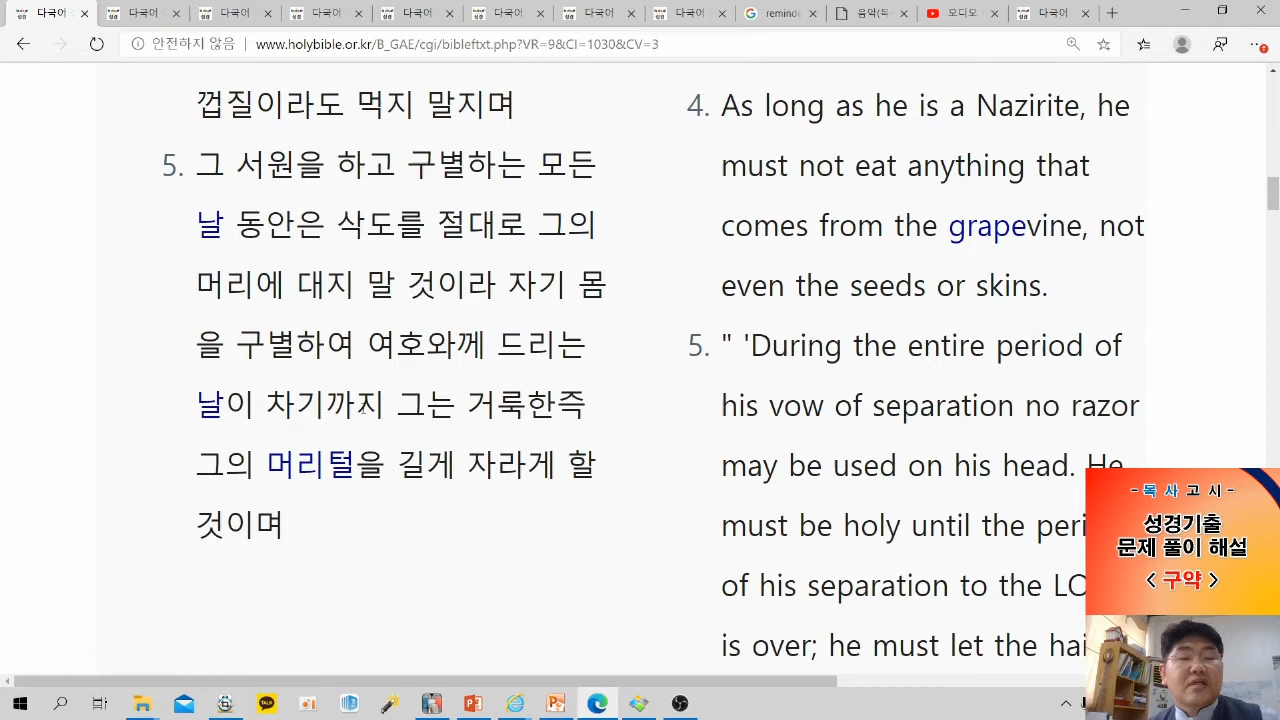 다국어
다국어
다국어
다국어
다국어
다국어
다국어
다국어
remind
음악(
오디오
다국어
안전하지 않음
www.holybible.or.kr/B_GAE/cgi/bibleftxt.php?VR=9&CI=1030&CV=3
껍질이라도 먹지 말지며
5. 그 서원을 하고 구별하는 모든
날 동안은 삭도를 절대로 그의
머리에 대지 말 것이라 자기 몸
을 구별하여 여호와께 드리는
날이 차기까지 그는 거룩한즉
그의 머리털을 길게 자라게 할
것이며
4. As long as he is a Nazirite, he
must not eat anything that
comes from the grapevine, not
even the seeds or skins.
5. " 'During the entire period of
his vow of separation no razor
may be used on his head. He
must be holy until the peri
of his separation to the LO
is over; he must let the hai
- 목 사 고 시 -
성경기출
문제 풀이 해설
< 구약 >
TALK